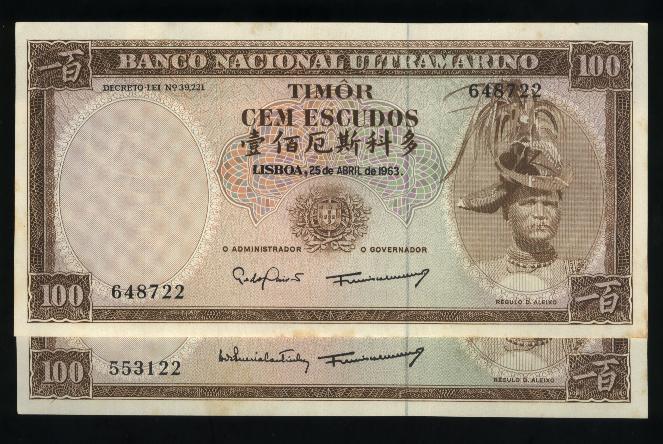 一百 BANCO NACIONAL ULTRAMARINO 100
DECRETO-LEI Nº 39,221 TIMÔR 648722
CEM ESCUDOS
壹佰厄斯科多
LISBOA, 25 de ABRIL de 1963.
O ADMINISTRADOR O GOVERNADOR
100 648722 RÉGULO D. ALEIXO 一百
100 553122 RÉGULO D. ALEIXO 一百